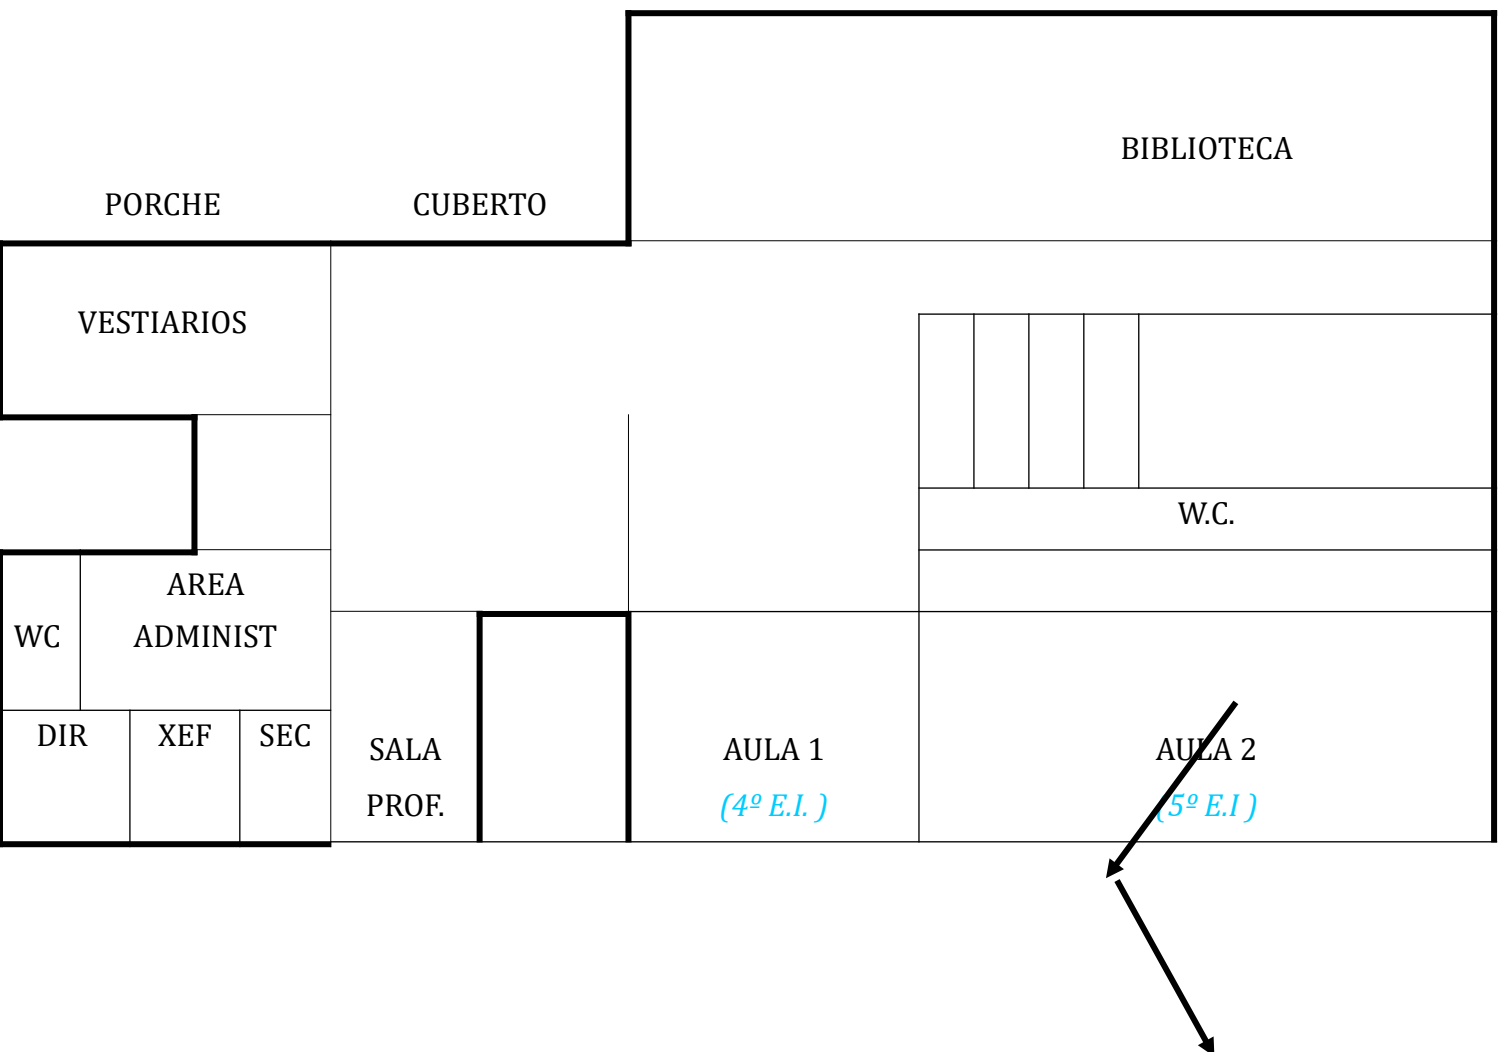 BIBLIOTECA
PORCHE CUBERTO
VESTIARIOS
W.C.
AREA
WC ADMINIST
DIR XEF SEC
SALA AULA 1 AULA 2
PROF. (4º E.I. ) (5º E.I )